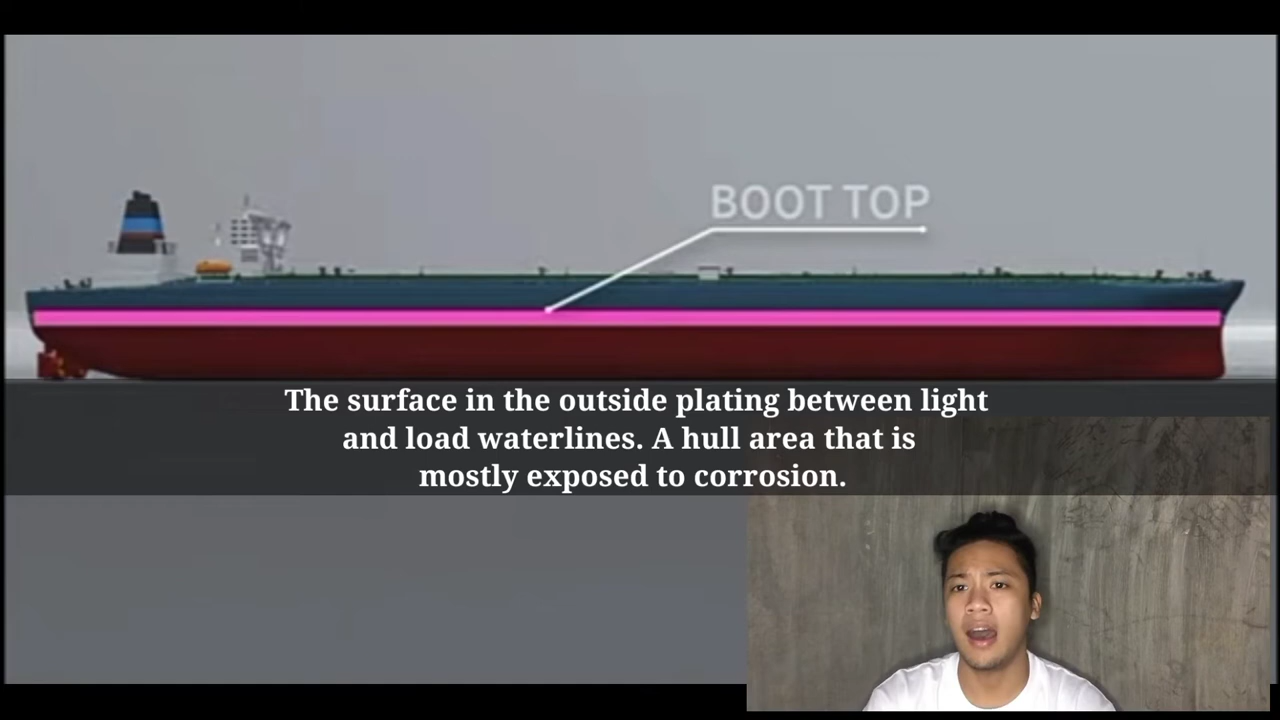 BOOT TOP
The surface in the outside plating between light
and load waterlines. A hull area that is
mostly exposed to corrosion.